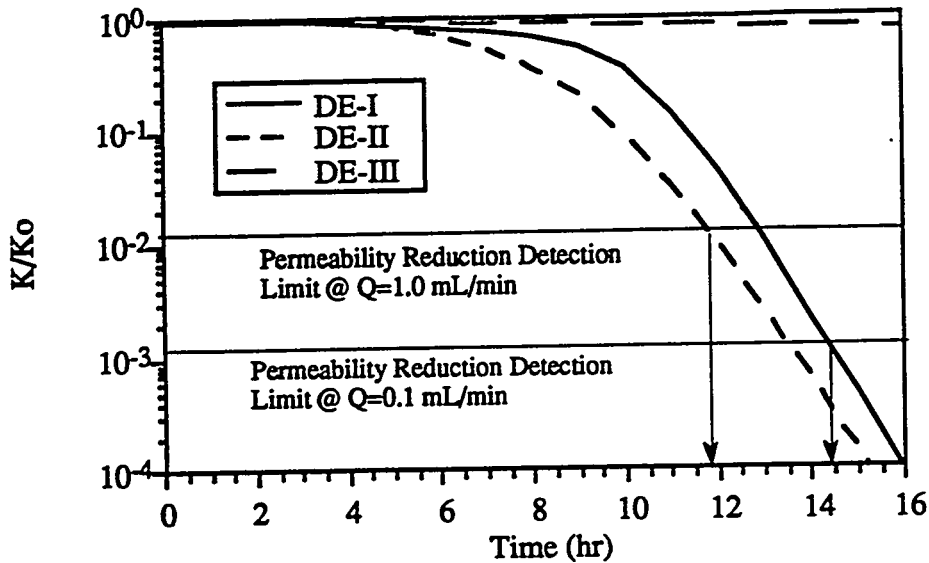 10⁰
10⁻¹
10⁻²
10⁻³
10⁻⁴
K/Ko
DE-I
DE-II
DE-III
Permeability Reduction Detection
Limit @ Q=1.0 mL/min
Permeability Reduction Detection
Limit @ Q=0.1 mL/min
0 2 4 6 8 10 12 14 16
Time (hr)